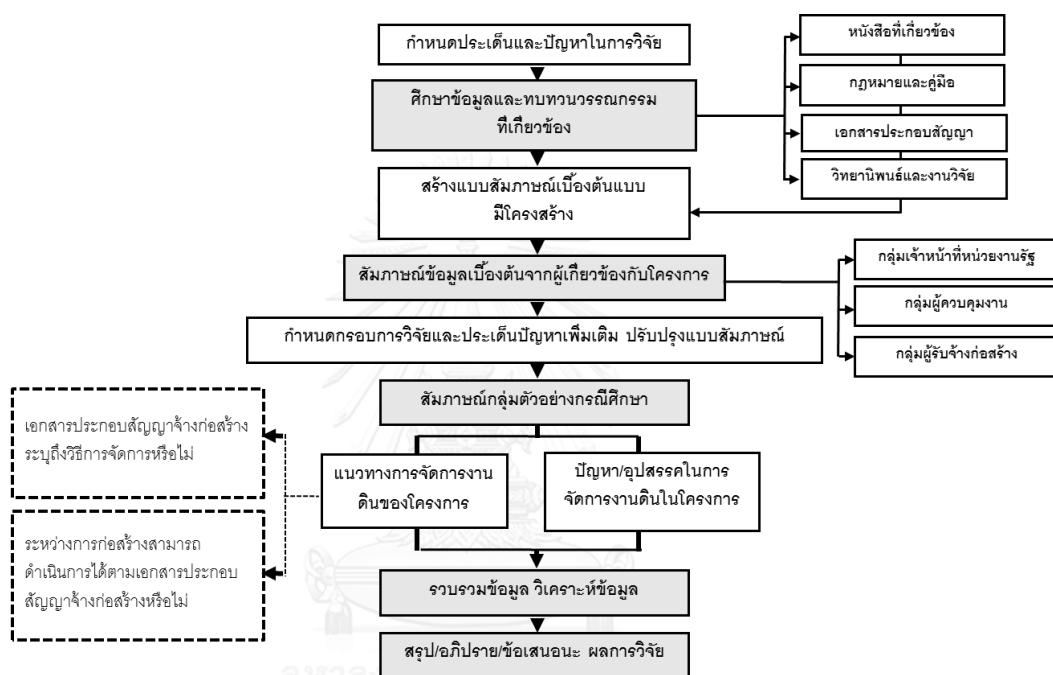 กำหนดประเด็นและปัญหาในการวิจัย
ศึกษาข้อมูลและทบทวนวรรณกรรม
ที่เกี่ยวข้อง
หนังสือที่เกี่ยวข้อง
กฎหมายและคู่มือ
เอกสารประกอบสัญญา
วิทยานิพนธ์และงานวิจัย
สร้างแบบสัมภาษณ์เบื้องต้นแบบ
มีโครงสร้าง
สัมภาษณ์ข้อมูลเบื้องต้นจากผู้เกี่ยวข้องกับโครงการ
กลุ่มเจ้าหน้าที่หน่วยงานรัฐ
กลุ่มผู้ควบคุมงาน
กลุ่มผู้รับจ้างก่อสร้าง
กำหนดกรอบการวิจัยและประเด็นปัญหาเพิ่มเติม ปรับปรุงแบบสัมภาษณ์
สัมภาษณ์กลุ่มตัวอย่างกรณีศึกษา
แนวทางการจัดการงาน
ดินของโครงการ
ปัญหา/อุปสรรคในการ
จัดการงานดินในโครงการ
เอกสารประกอบสัญญาจ้างก่อสร้าง
ระบุถึงวิธีการจัดการหรือไม่
ระหว่างการก่อสร้างสามารถ
ดำเนินการได้ตามเอกสารประกอบ
สัญญาจ้างก่อสร้างหรือไม่
รวบรวมข้อมูล วิเคราะห์ข้อมูล
สรุป/อภิปราย/ข้อเสนอนะ ผลการวิจัย